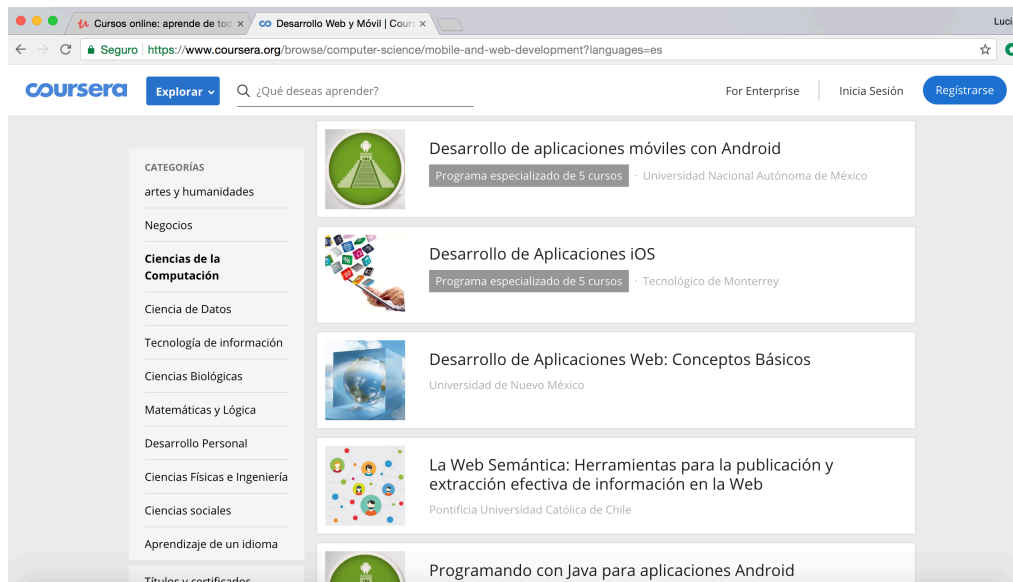 Cursos online: aprende de tod
Desarrollo Web y Móvil | Cours
Luci
Seguro
https://www.coursera.org/browse/computer-science/mobile-and-web-development?languages=es
coursera
Explorar
¿Qué deseas aprender?
For Enterprise
Inicia Sesión
Regístrarse
CATEGORÍAS
artes y humanidades
Negocios
Ciencias de la
Computación
Ciencia de Datos
Tecnología de información
Ciencias Biológicas
Matemáticas y Lógica
Desarrollo Personal
Ciencias Físicas e Ingeniería
Ciencias sociales
Aprendizaje de un idioma
Títulos y certificados
Desarrollo de aplicaciones móviles con Android
Programa especializado de 5 cursos · Universidad Nacional Autónoma de México
Desarrollo de Aplicaciones iOS
Programa especializado de 5 cursos · Tecnológico de Monterrey
Desarrollo de Aplicaciones Web: Conceptos Básicos
Universidad de Nuevo México
La Web Semántica: Herramientas para la publicación y
extracción efectiva de información en la Web
Pontificia Universidad Católica de Chile
Programando con Java para aplicaciones Android